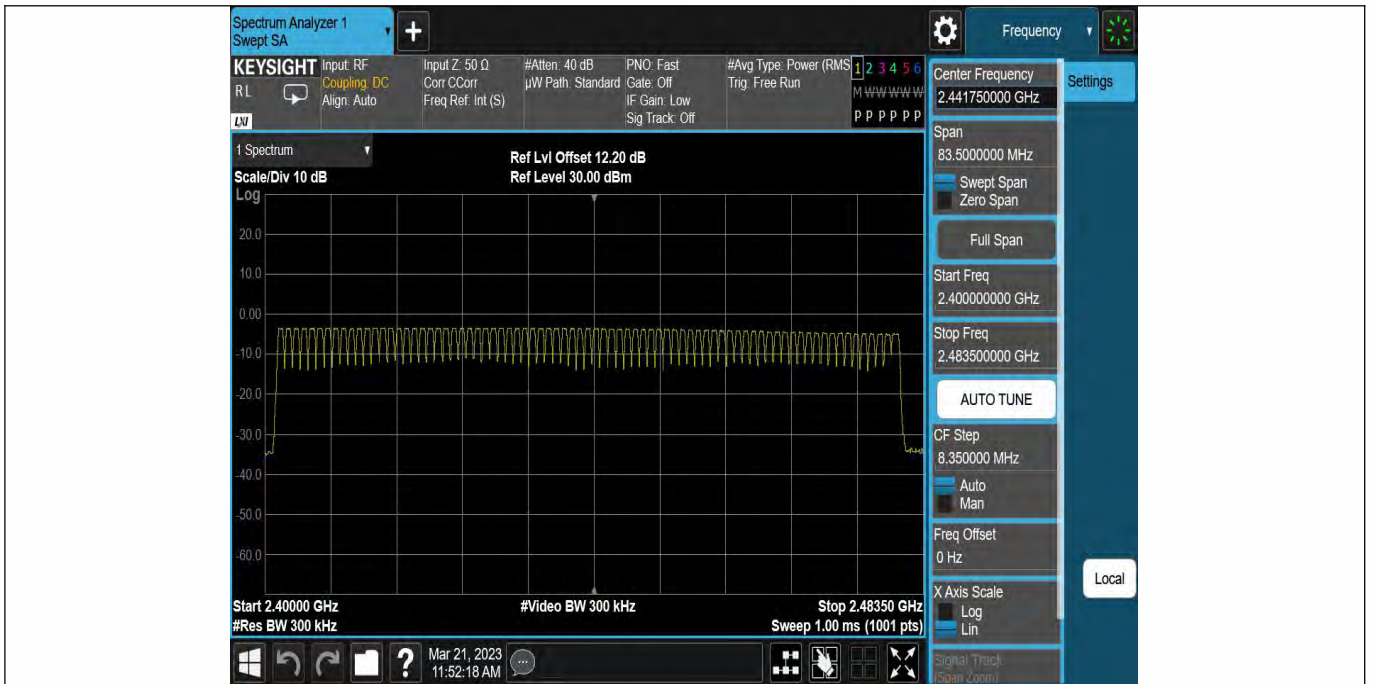 Spectrum Analyzer 1
Swept SA
+
Frequency
KEYSIGHT
RL
LXI
Input: RF
Coupling: DC
Align: Auto
Input Z: 50 Ω
Corr CCorr
Freq Ref: Int (S)
#Atten: 40 dB
µW Path: Standard
PNO: Fast
Gate: Off
IF Gain: Low
Sig Track: Off
#Avg Type: Power (RMS
Trig: Free Run
1 2 3 4 5 6
M W W W W W
P P P P P P
1 Spectrum
Scale/Div 10 dB
Ref Lvl Offset 12.20 dB
Ref Level 30.00 dBm
Log
20.0
10.0
0.00
-10.0
-20.0
-30.0
-40.0
-50.0
-60.0
Start 2.40000 GHz
#Res BW 300 kHz
#Video BW 300 kHz
Stop 2.48350 GHz
Sweep 1.00 ms (1001 pts)
Center Frequency
2.441750000 GHz
Settings
Span
83.5000000 MHz
Swept Span
Zero Span
Full Span
Start Freq
2.400000000 GHz
Stop Freq
2.483500000 GHz
AUTO TUNE
CF Step
8.350000 MHz
Auto
Man
Freq Offset
0 Hz
X Axis Scale
Log
Lin
Signal Track
(Span Zoom)
Local
?
Mar 21, 2023
11:52:18 AM